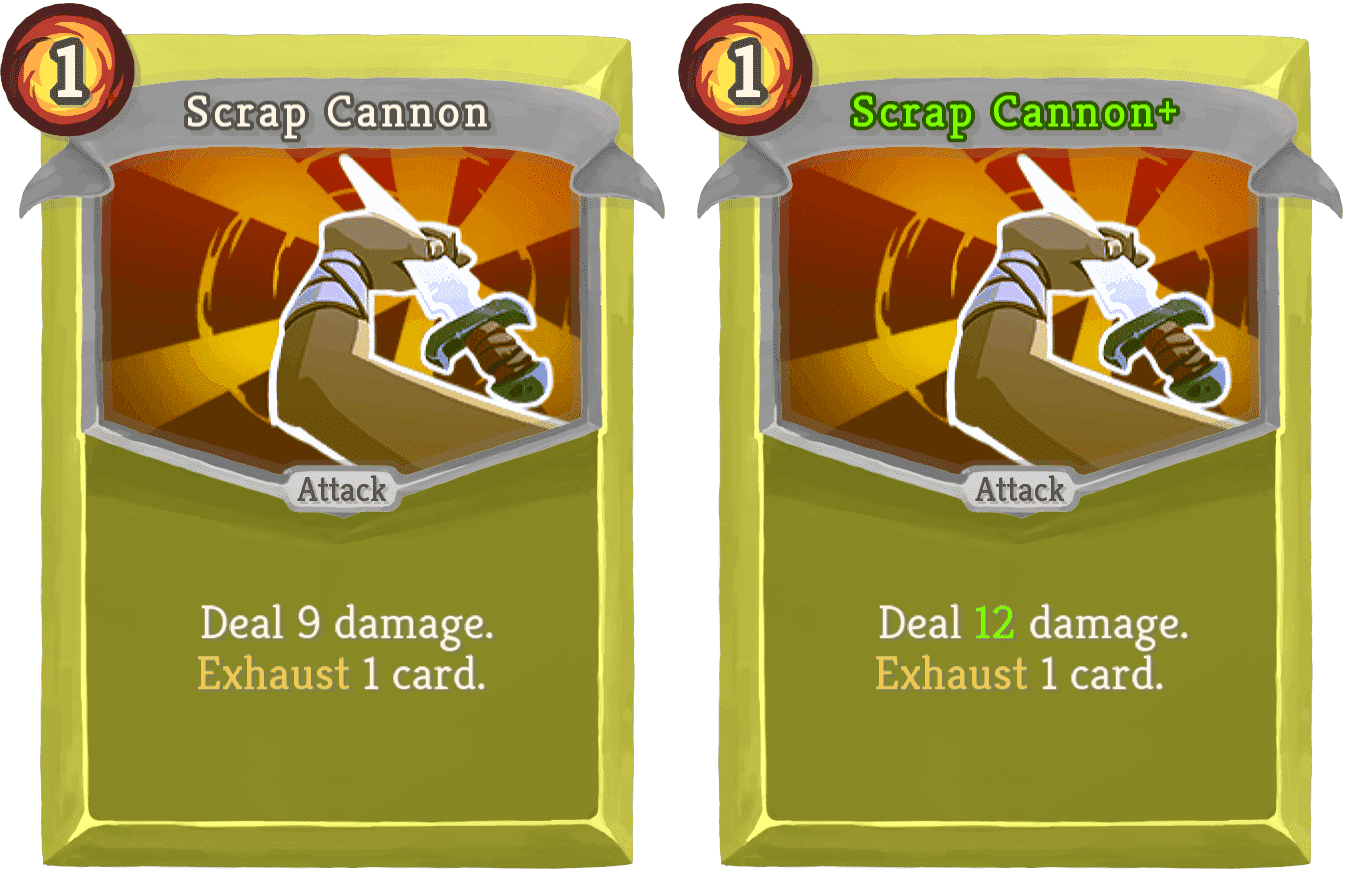 1
Scrap Cannon
Attack
Deal 9 damage.
Exhaust 1 card.
1
Scrap Cannon+
Attack
Deal 12 damage.
Exhaust 1 card.